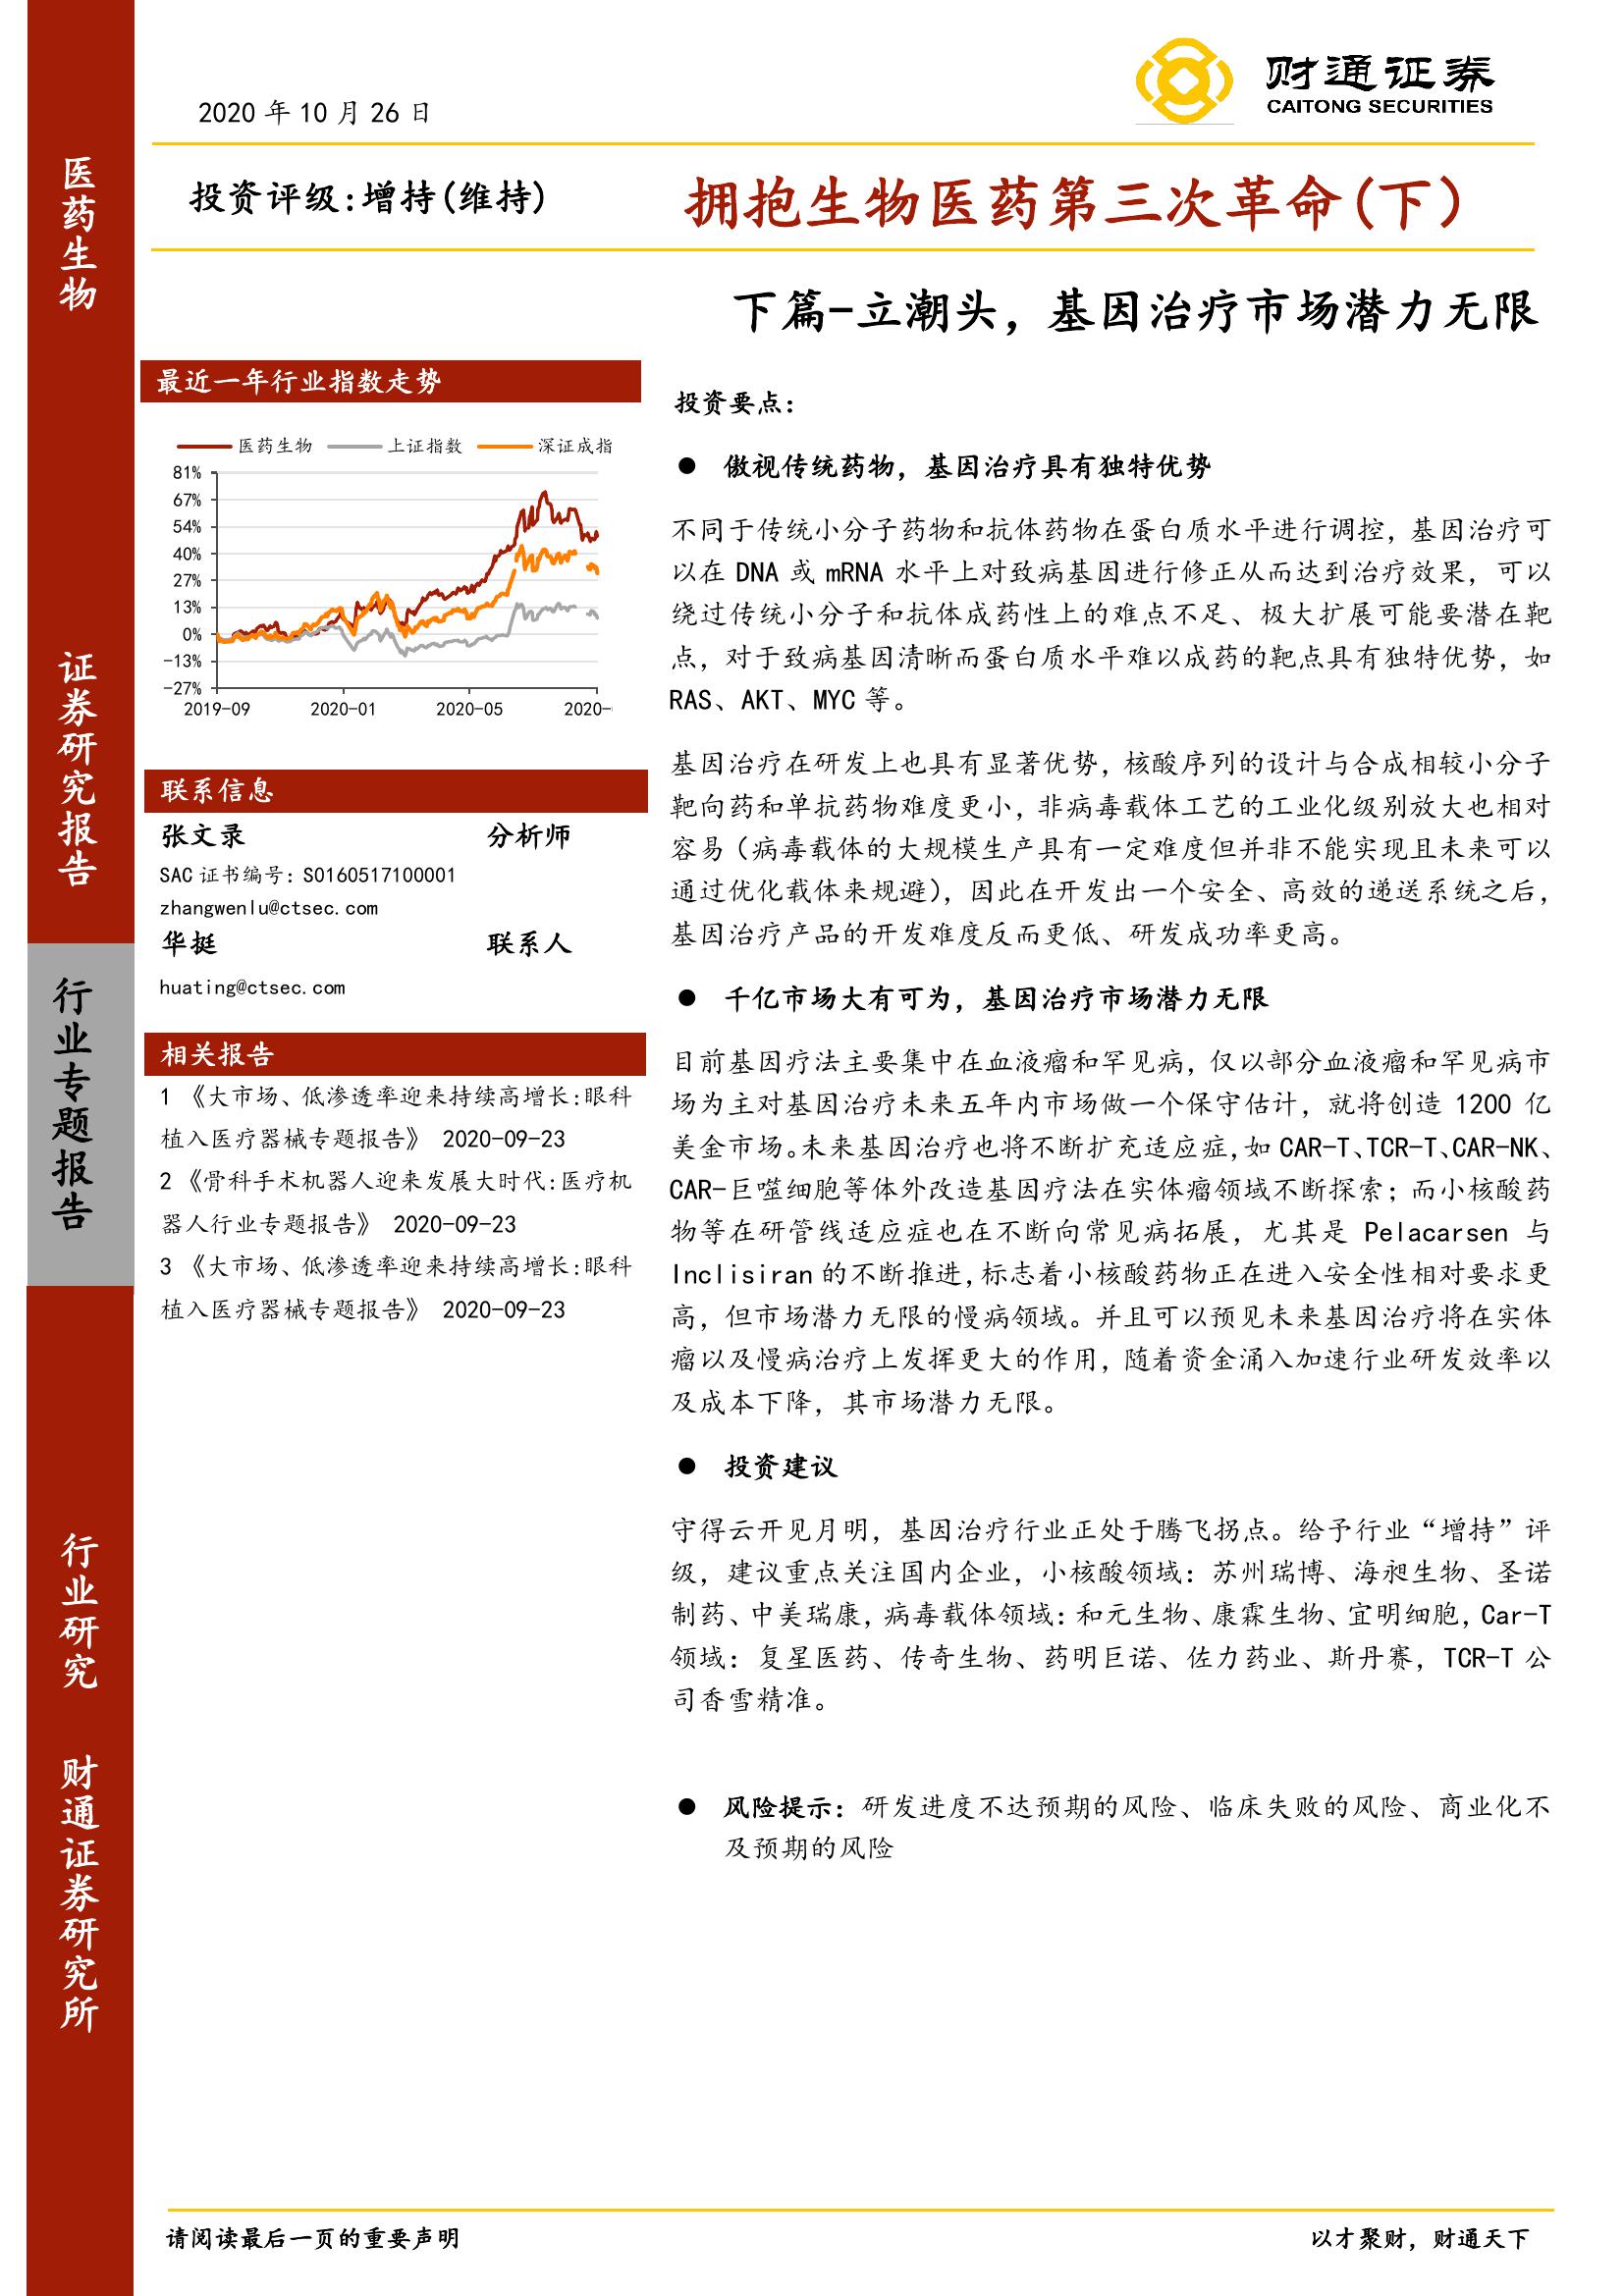 医药生物
证券研究报告
行业专题报告
行业研究
财通证券研究所
2020 年 10 月 26 日
财通证券
CAITONG SECURITIES
投资评级:增持(维持)
拥抱生物医药第三次革命(下)
下篇-立潮头，基因治疗市场潜力无限
最近一年行业指数走势
医药生物 上证指数 深证成指
81%
67%
54%
40%
27%
13%
0%
-13%
-27%
2019-09 2020-01 2020-05 2020-
联系信息
张文录 分析师
SAC 证书编号：S0160517100001
zhangwenlu@ctsec.com
华挺 联系人
huating@ctsec.com
相关报告
1 《大市场、低渗透率迎来持续高增长:眼科
植入医疗器械专题报告》 2020-09-23
2 《骨科手术机器人迎来发展大时代:医疗机
器人行业专题报告》 2020-09-23
3 《大市场、低渗透率迎来持续高增长:眼科
植入医疗器械专题报告》 2020-09-23
投资要点：
● 傲视传统药物，基因治疗具有独特优势
不同于传统小分子药物和抗体药物在蛋白质水平进行调控，基因治疗可
以在 DNA 或 mRNA 水平上对致病基因进行修正从而达到治疗效果，可以
绕过传统小分子和抗体成药性上的难点不足、极大扩展可能要潜在靶
点，对于致病基因清晰而蛋白质水平难以成药的靶点具有独特优势，如
RAS、AKT、MYC 等。
基因治疗在研发上也具有显著优势，核酸序列的设计与合成相较小分子
靶向药和单抗药物难度更小，非病毒载体工艺的工业化级别放大也相对
容易（病毒载体的大规模生产具有一定难度但并非不能实现且未来可以
通过优化载体来规避），因此在开发出一个安全、高效的递送系统之后，
基因治疗产品的开发难度反而更低、研发成功率更高。
● 千亿市场大有可为，基因治疗市场潜力无限
目前基因疗法主要集中在血液瘤和罕见病，仅以部分血液瘤和罕见病市
场为主对基因治疗未来五年内市场做一个保守估计，就将创造 1200 亿
美金市场。未来基因治疗也将不断扩充适应症，如 CAR-T、TCR-T、CAR-NK、
CAR-巨噬细胞等体外改造基因疗法在实体瘤领域不断探索；而小核酸药
物等在研管线适应症也在不断向常见病拓展，尤其是 Pelacarsen 与
Inclisiran 的不断推进，标志着小核酸药物正在进入安全性相对要求更
高，但市场潜力无限的慢病领域。并且可以预见未来基因治疗将在实体
瘤以及慢病治疗上发挥更大的作用，随着资金涌入加速行业研发效率以
及成本下降，其市场潜力无限。
● 投资建议
守得云开见月明，基因治疗行业正处于腾飞拐点。给予行业“增持”评
级，建议重点关注国内企业，小核酸领域：苏州瑞博、海昶生物、圣诺
制药、中美瑞康，病毒载体领域：和元生物、康霖生物、宜明细胞，Car-T
领域：复星医药、传奇生物、药明巨诺、佐力药业、斯丹赛，TCR-T 公
司香雪精准。
● 风险提示：研发进度不达预期的风险、临床失败的风险、商业化不
及预期的风险
请阅读最后一页的重要声明
以才聚财，财通天下